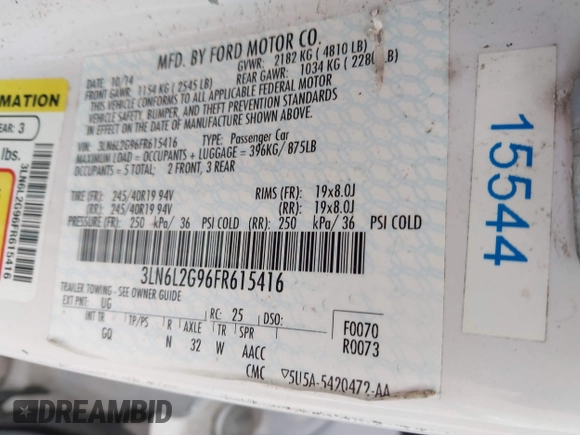 MFD. BY FORD MOTOR CO.
DATE: 10/14
GVWR: 2182 KG ( 4810 LB)
FRONT GAWR: 1154 KG ( 2545 LB)
REAR GAWR: 1034 KG ( LB)
THIS VEHICLE CONFORMS TO ALL APPLICABLE FEDERAL MOTOR
VEHICLE SAFETY, BUMPER, AND THEFT PREVENTION STANDARDS
IN EFFECT ON THE DATE OF MANUFACTURE SHOWN ABOVE.
VIN: 3LN6L2G96FR615416
TYPE: Passenger Car
MAXIMUM LOAD = OCCUPANTS + LUGGAGE = 396KG/ 875LB
OCCUPANTS = 5 TOTAL: 2 FRONT, 3 REAR
TIRE (FR): 245/40R19 94V RIMS (FR): 19x8.0J
(RR): 245/40R19 94V (RR): 19x8.0J
PRESSURE (FR): 250 kPa/ 36 PSI COLD (RR): 250 kPa/ 36 PSI COLD
3LN6L2G96FR615416
TRAILER TOWING - SEE OWNER GUIDE
EXT PNT: UG RC: 25 DSO:
F0070
R0073
INT TR TP/PS R AXLE TR SPR
GQ N 32 W AACC
CMC
5U5A-5420472-AA
15544
MATION
EAR: 3
lbs.
3LN6L2G96FR615416
DREAMBID